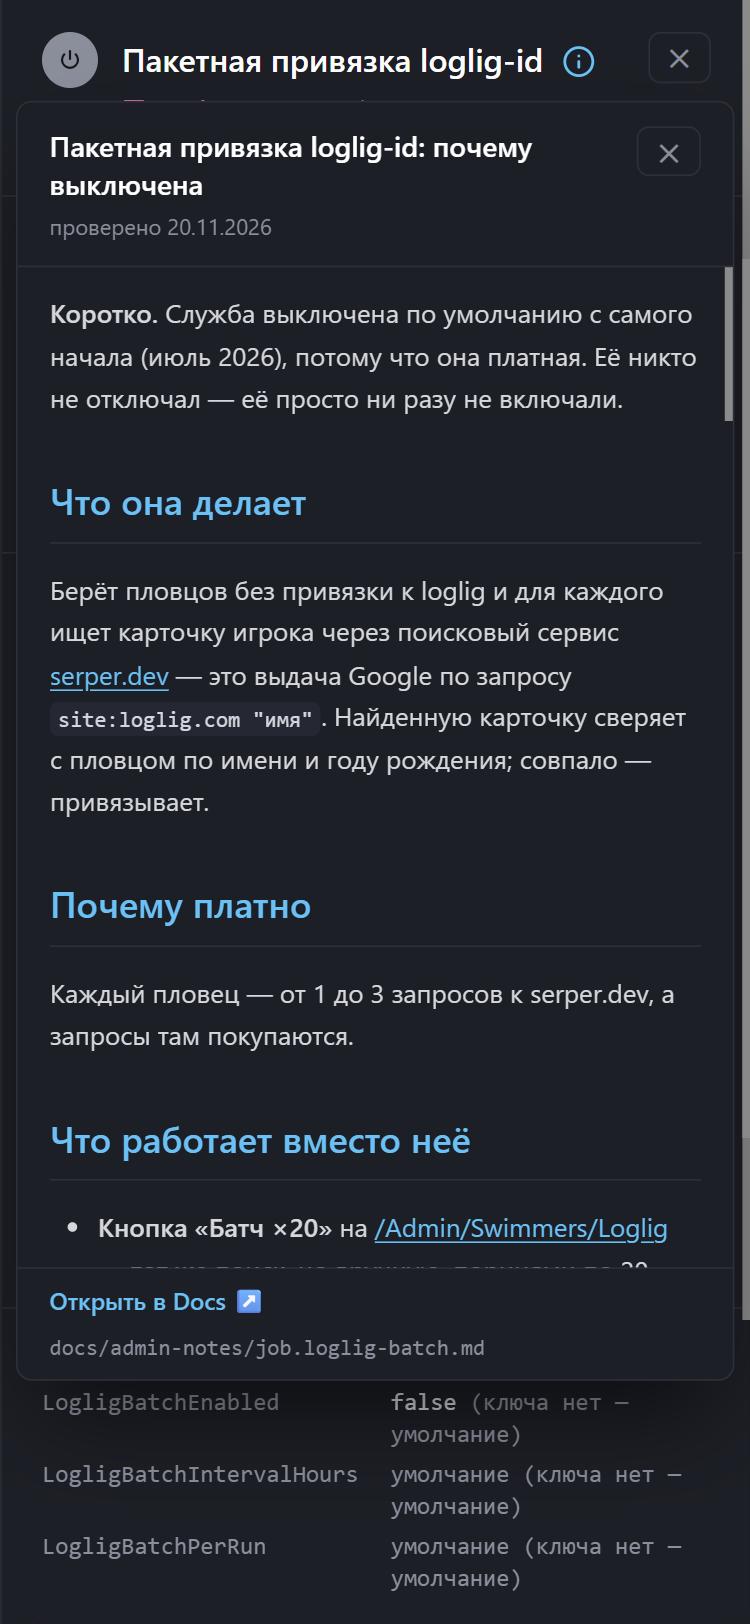 Пакетная привязка loglig-id
Пакетная привязка loglig-id: почему
выключена
проверено 20.11.2026
Коротко. Служба выключена по умолчанию с самого
начала (июль 2026), потому что она платная. Её никто
не отключал — её просто ни разу не включали.
Что она делает
Берёт пловцов без привязки к loglig и для каждого
ищет карточку игрока через поисковый сервис
serper.dev — это выдача Google по запросу
site:loglig.com "имя". Найденную карточку сверяет
с пловцом по имени и году рождения; совпало —
привязывает.
Почему платно
Каждый пловец — от 1 до 3 запросов к serper.dev, а
запросы там покупаются.
Что работает вместо неё
• Кнопка «Батч ×20» на /Admin/Swimmers/Loglig
Открыть в Docs ↗
docs/admin-notes/job.loglig-batch.md
LogligBatchEnabled false (ключа нет —
умолчание)
LogligBatchIntervalHours умолчание (ключа нет —
умолчание)
LogligBatchPerRun умолчание (ключа нет —
умолчание)